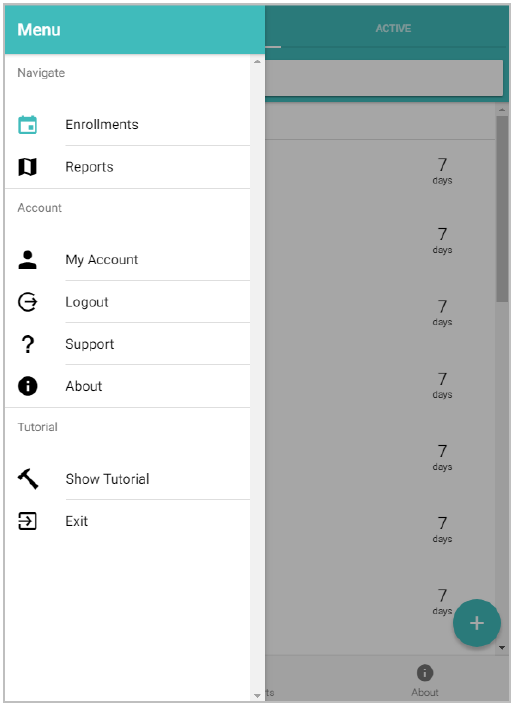 Menu
ACTIVE
Navigate
Enrollments
Reports
Account
My Account
Logout
Support
About
Tutorial
Show Tutorial
Exit
7
days
7
days
7
days
7
days
7
days
7
days
7
days
+
ts
About